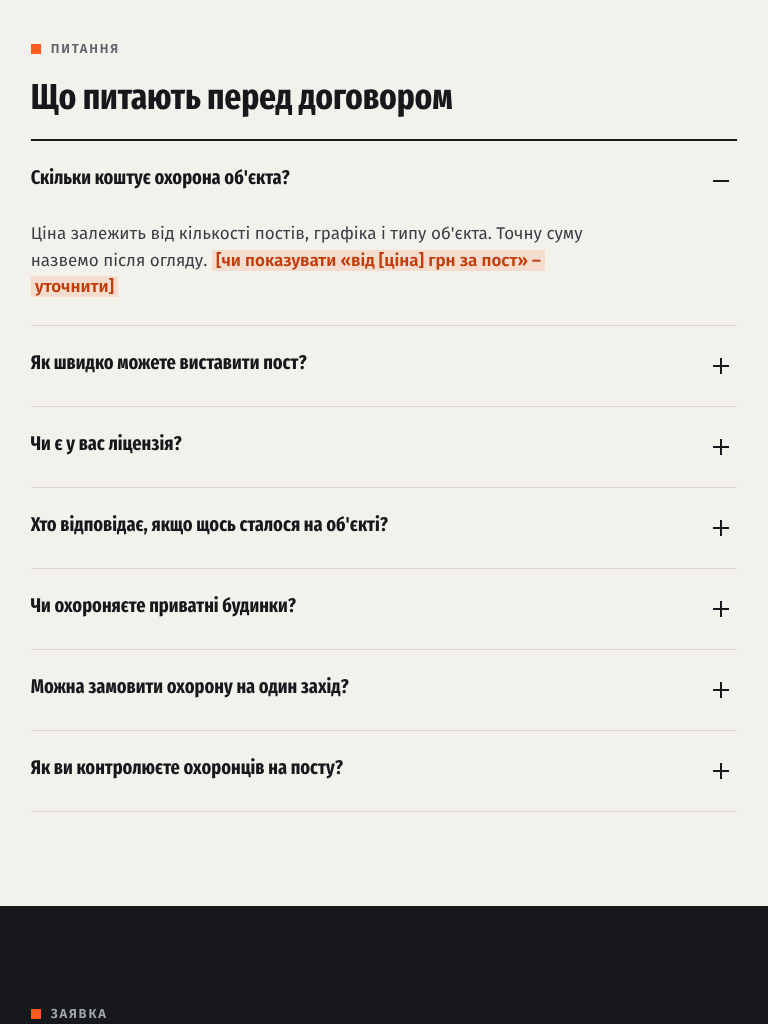 ПИТАННЯ
Що питають перед договором
Скільки коштує охорона об'єкта?
Ціна залежить від кількості постів, графіка і типу об'єкта. Точну суму
назвемо після огляду. [чи показувати «від [ціна] грн за пост» –
уточнити]
Як швидко можете виставити пост?
Чи є у вас ліцензія?
Хто відповідає, якщо щось сталося на об'єкті?
Чи охороняєте приватні будинки?
Можна замовити охорону на один захід?
Як ви контролюєте охоронців на посту?
ЗАЯВКА